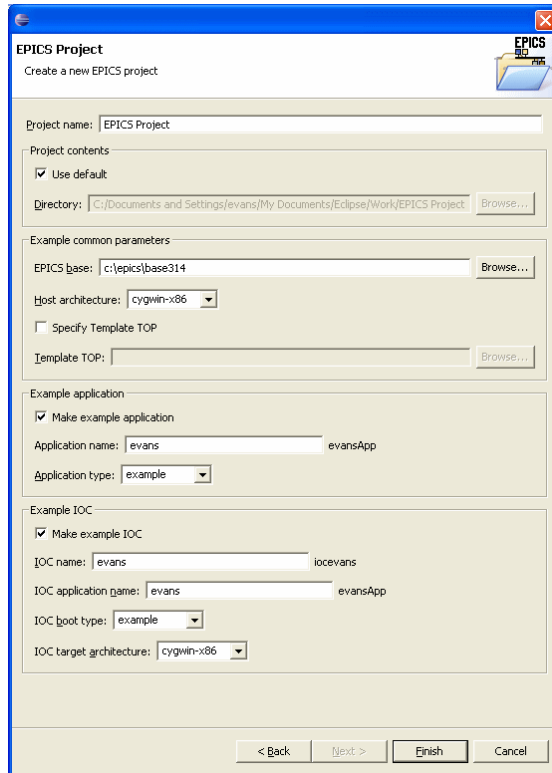 EPICS Project
Create a new EPICS project
EPICS
Project name: EPICS Project
Project contents
Use default
Directory: C:/Documents and Settings/evans/My Documents/Eclipse/Work/EPICS Project Browse...
Example common parameters
EPICS base: c:\epics\base314 Browse...
Host architecture: cygwin-x86
Specify Template TOP
Template TOP: Browse...
Example application
Make example application
Application name: evans evansApp
Application type: example
Example IOC
Make example IOC
IOC name: evans iocevans
IOC application name: evans evansApp
IOC boot type: example
IOC target architecture: cygwin-x86
< Back Next > Finish Cancel